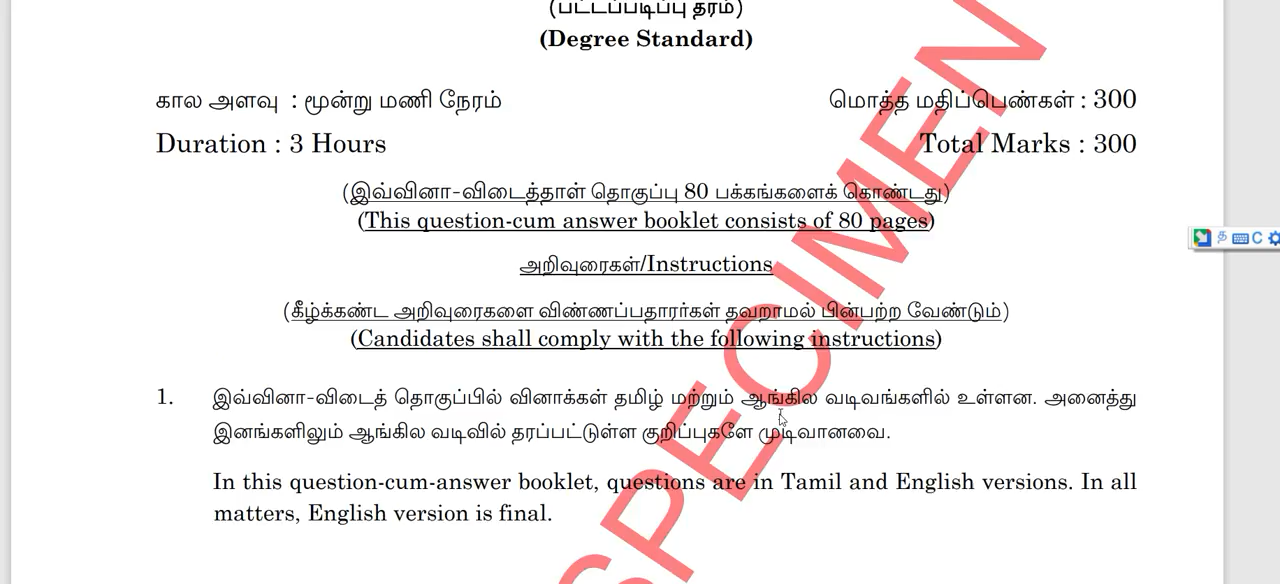 (பட்டப்படிப்பு தரம்)
(Degree Standard)
கால அளவு : மூன்று மணி நேரம்
மொத்த மதிப்பெண்கள் : 300
Duration : 3 Hours
Total Marks : 300
(இவ்வினா-விடைத்தாள் தொகுப்பு 80 பக்கங்களைக் கொண்டது)
(This question-cum answer booklet consists of 80 pages)
அறிவுரைகள்/Instructions
(கீழ்க்கண்ட அறிவுரைகளை விண்ணப்பதாரர்கள் தவறாமல் பின்பற்ற வேண்டும்)
(Candidates shall comply with the following instructions)
1. இவ்வினா-விடைத் தொகுப்பில் வினாக்கள் தமிழ் மற்றும் ஆங்கில வடிவங்களில் உள்ளன. அனைத்து
இனங்களிலும் ஆங்கில வடிவில் தரப்பட்டுள்ள குறிப்புகளே முடிவானவை.
In this question-cum-answer booklet, questions are in Tamil and English versions. In all
matters, English version is final.
SPECIMEN
த C